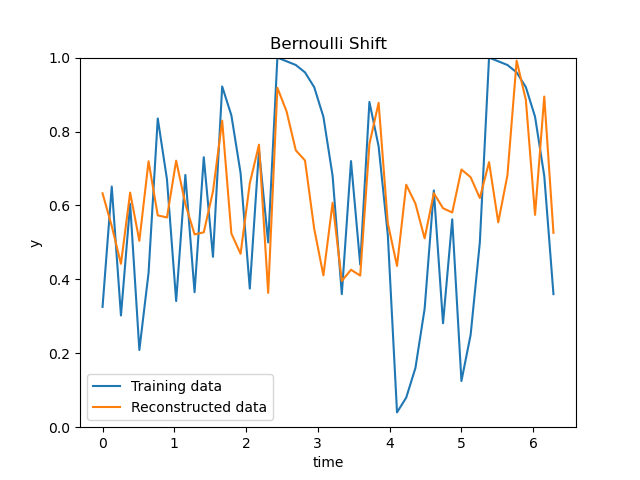 Bernoulli Shift
1.0
0.8
0.6
0.4
0.2
0.0
y
Training data
Reconstructed data
0 1 2 3 4 5 6
time